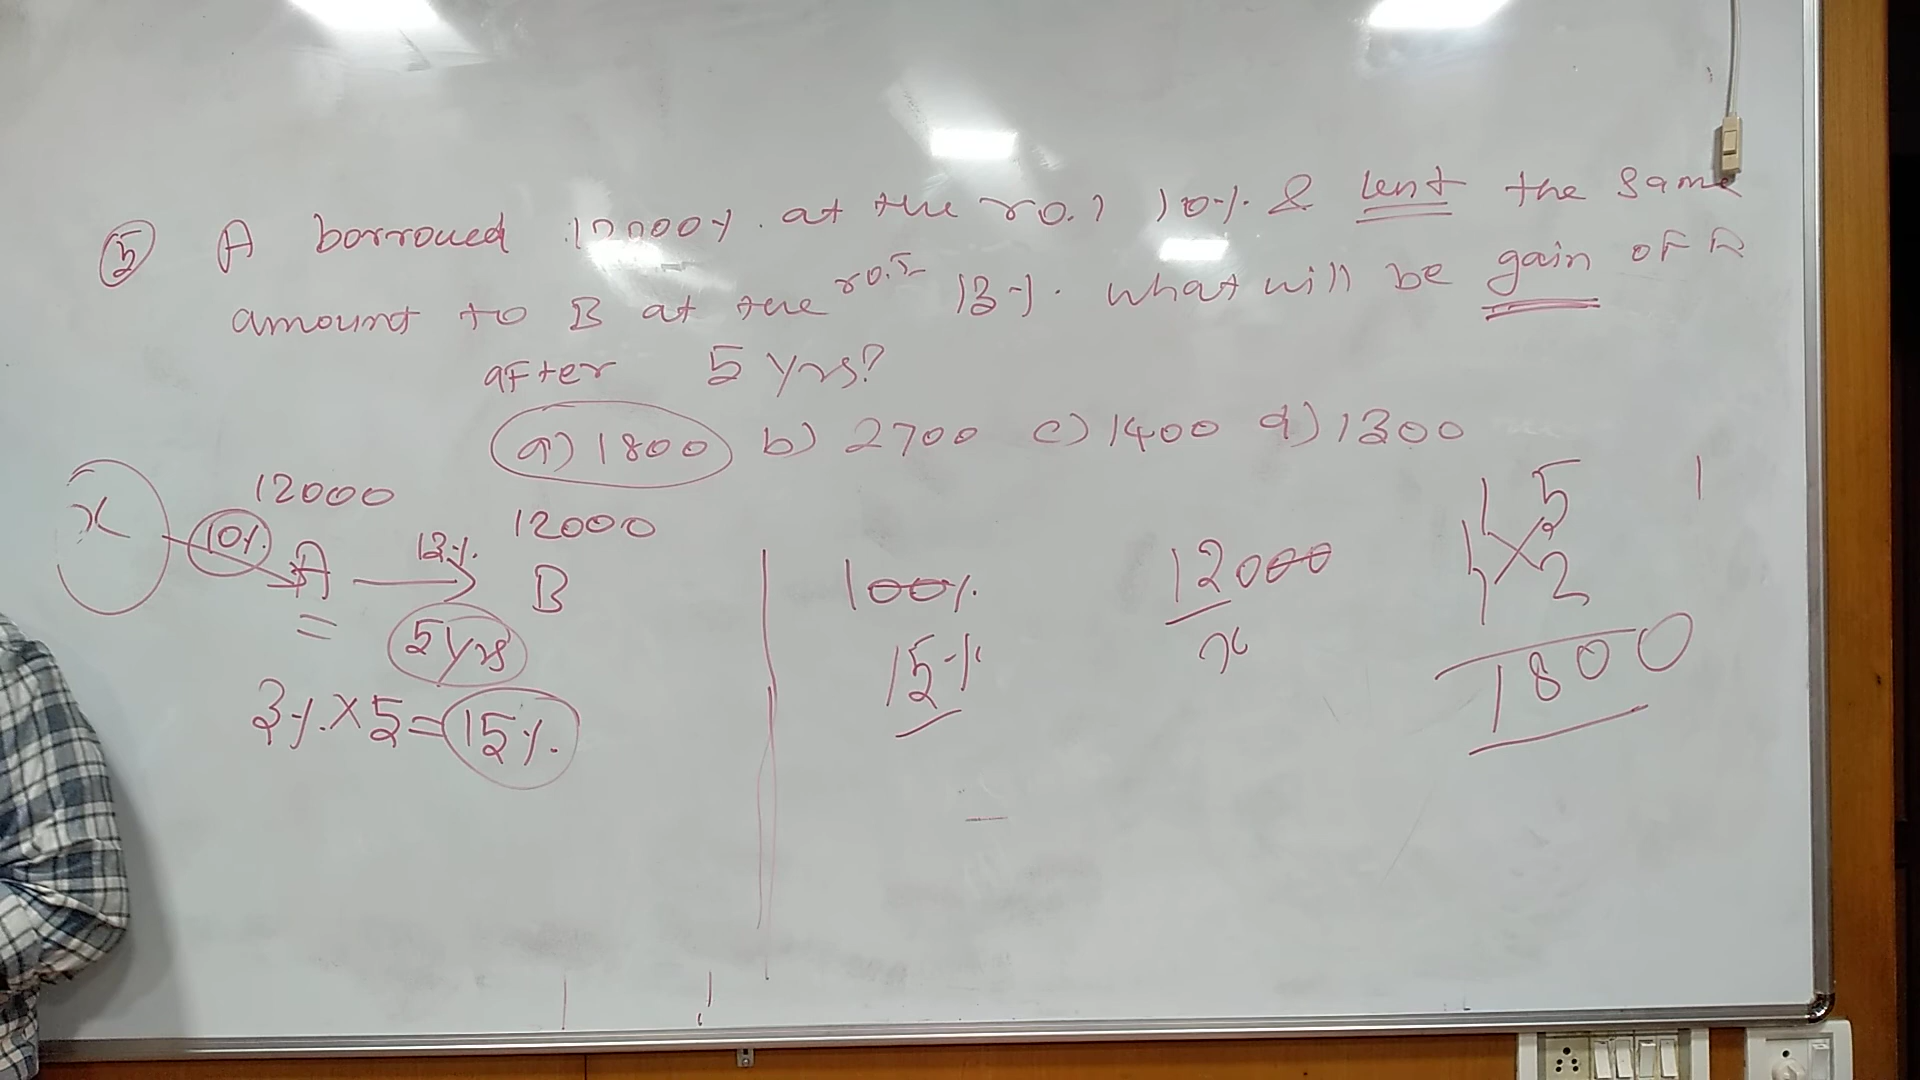 5 A borrowed 12000/. at the r o. I 10%. & lent the same
amount to B at the r o. I 13%. what will be gain of A
after 5 yrs?
a) 1800 b) 2700 c) 1400 d) 1300
12000
12000
x 10%. A 13%. B
=
5 yrs
3%. X 5 = 15%.
100%. 12000
15% x
5
2
1800